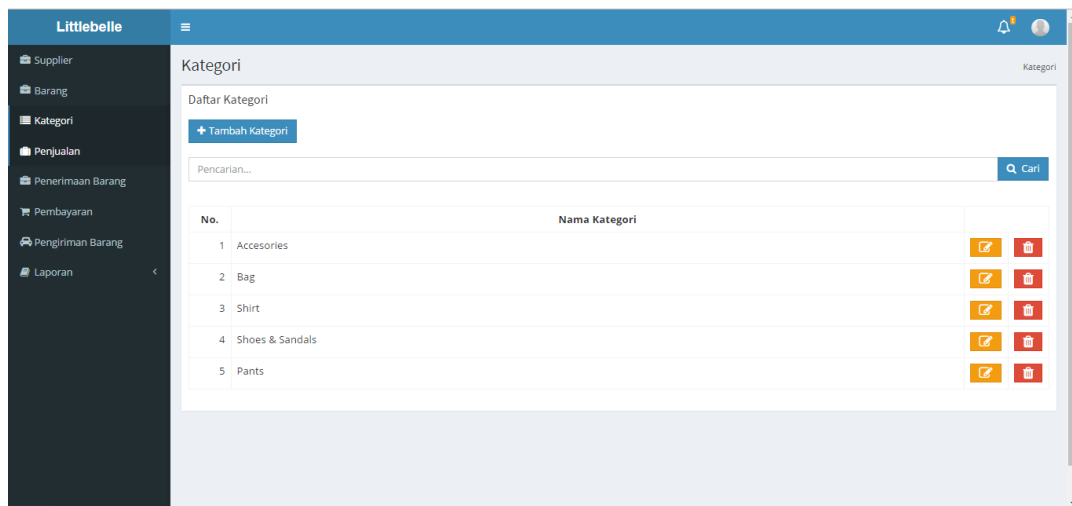 Littlebelle
Supplier
Barang
Kategori
Penjualan
Penerimaan Barang
Pembayaran
Pengiriman Barang
Laporan
Kategori
Kategori
Daftar Kategori
Tambah Kategori
Pencarian... Cari
No. Nama Kategori
1 Accesories
2 Bag
3 Shirt
4 Shoes & Sandals
5 Pants